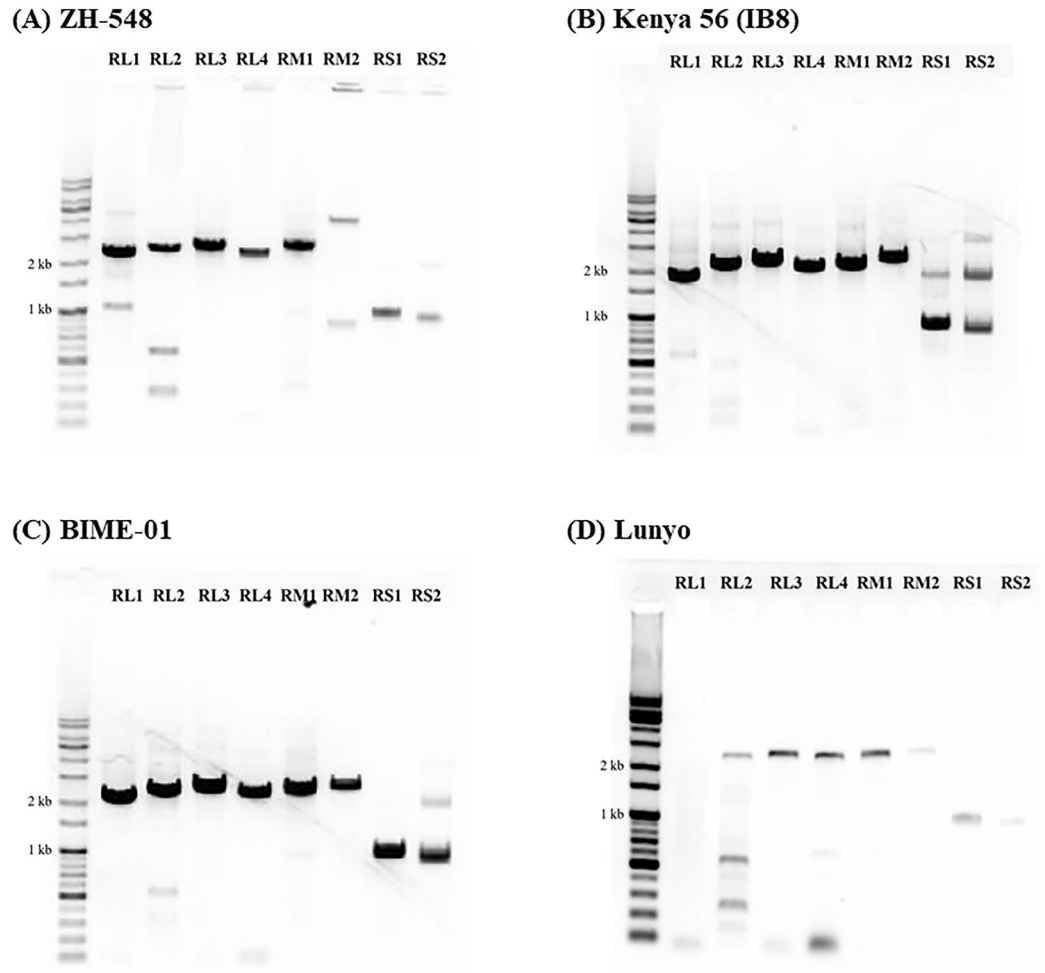 (A) ZH-548
RL1 RL2 RL3 RL4 RM1 RM2 RS1 RS2
2 kb
1 kb
(B) Kenya 56 (IB8)
RL1 RL2 RL3 RL4 RM1 RM2 RS1 RS2
2 kb
1 kb
(C) BIME-01
RL1 RL2 RL3 RL4 RM1 RM2 RS1 RS2
2 kb
1 kb
(D) Lunyo
RL1 RL2 RL3 RL4 RM1 RM2 RS1 RS2
2 kb
1 kb